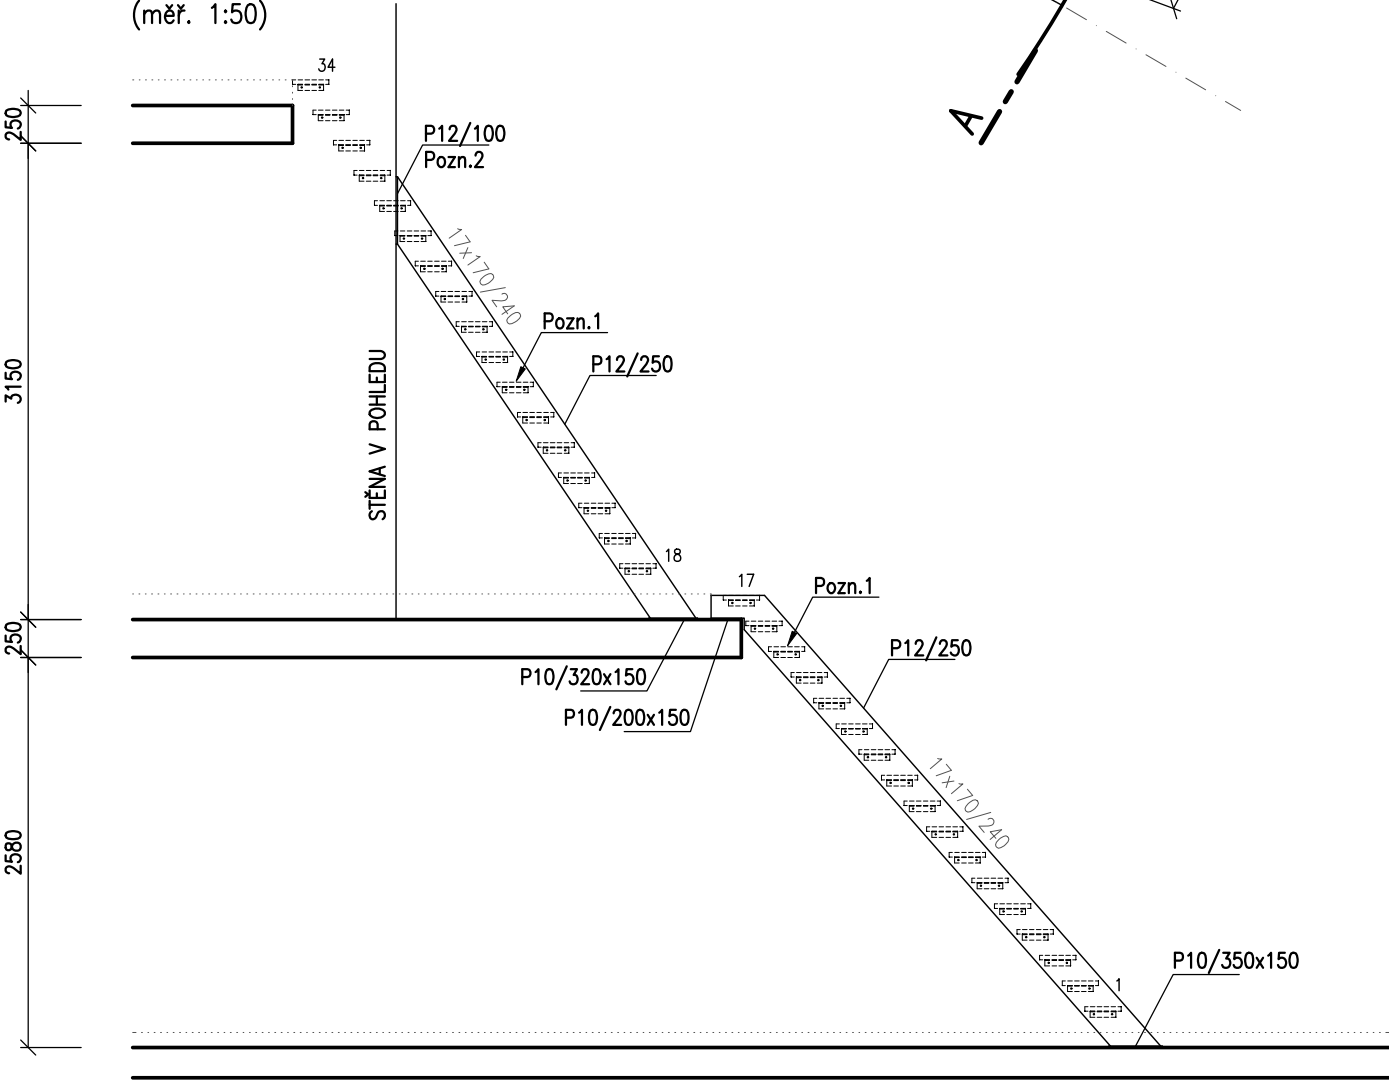 (měř. 1:50)
34
A
250
P12/100
Pozn.2
17x170/240
Pozn.1
P12/250
3150
STĚNA V POHLEDU
18
17
Pozn.1
250
P12/250
P10/320x150
P10/200x150
17x170/240
2580
P10/350x150
1